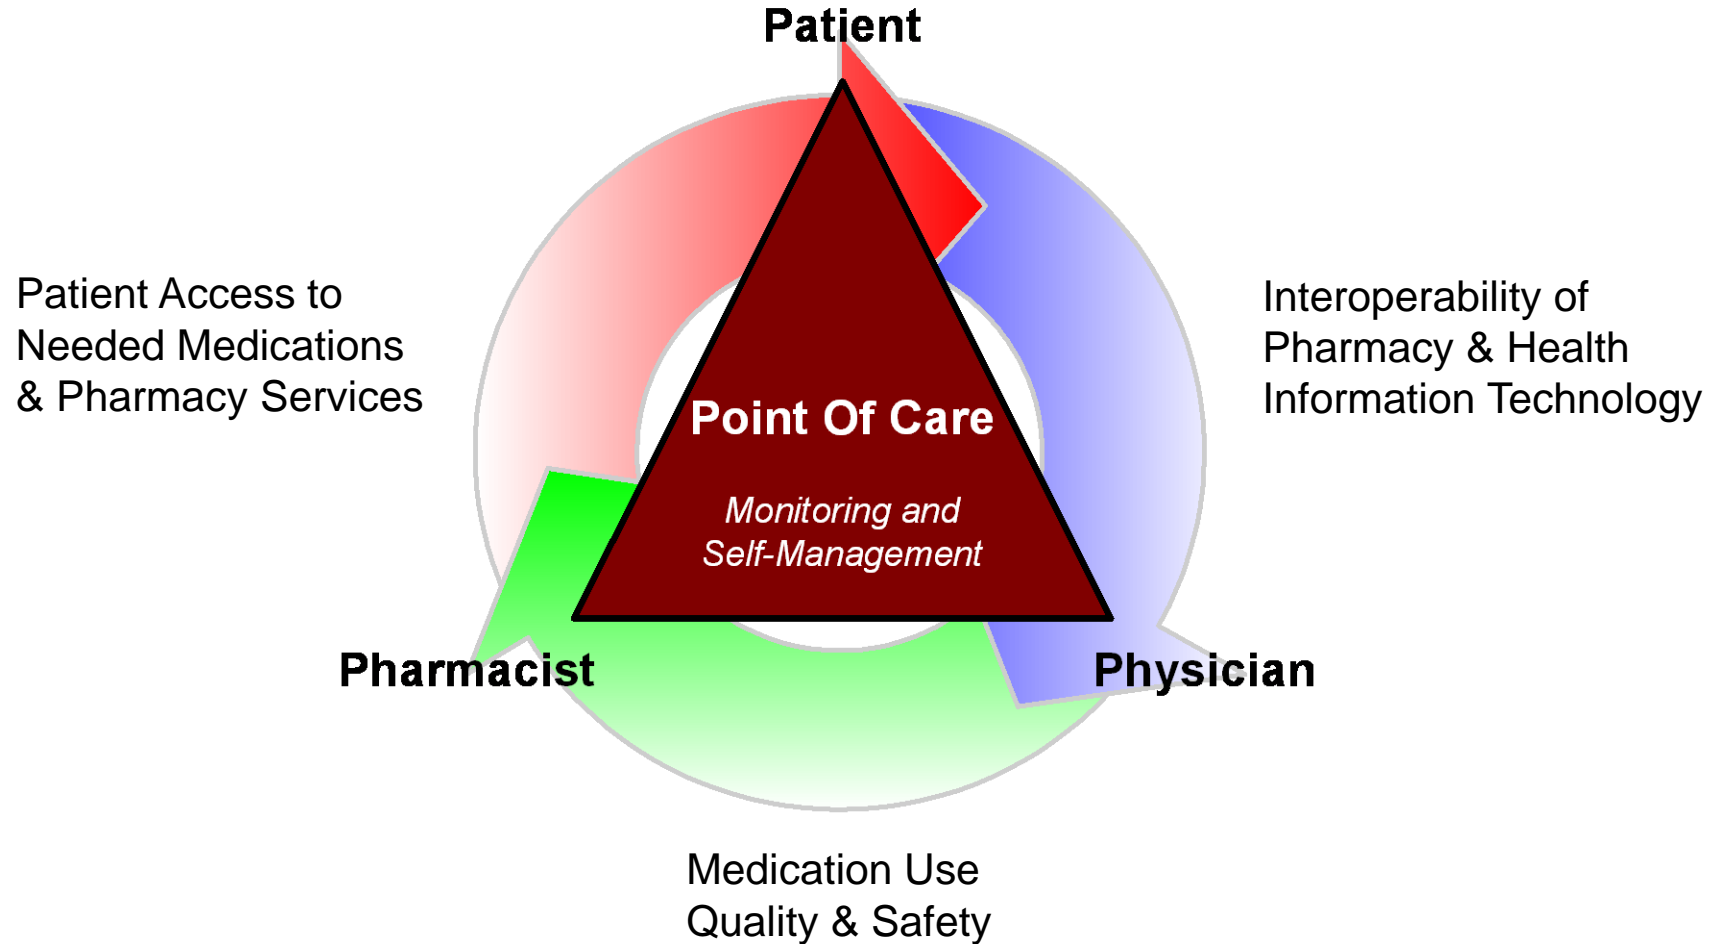 Patient
Patient Access to
Needed Medications
& Pharmacy Services
Interoperability of
Pharmacy & Health
Information Technology
Point Of Care
Monitoring and
Self-Management
Pharmacist
Physician
Medication Use
Quality & Safety